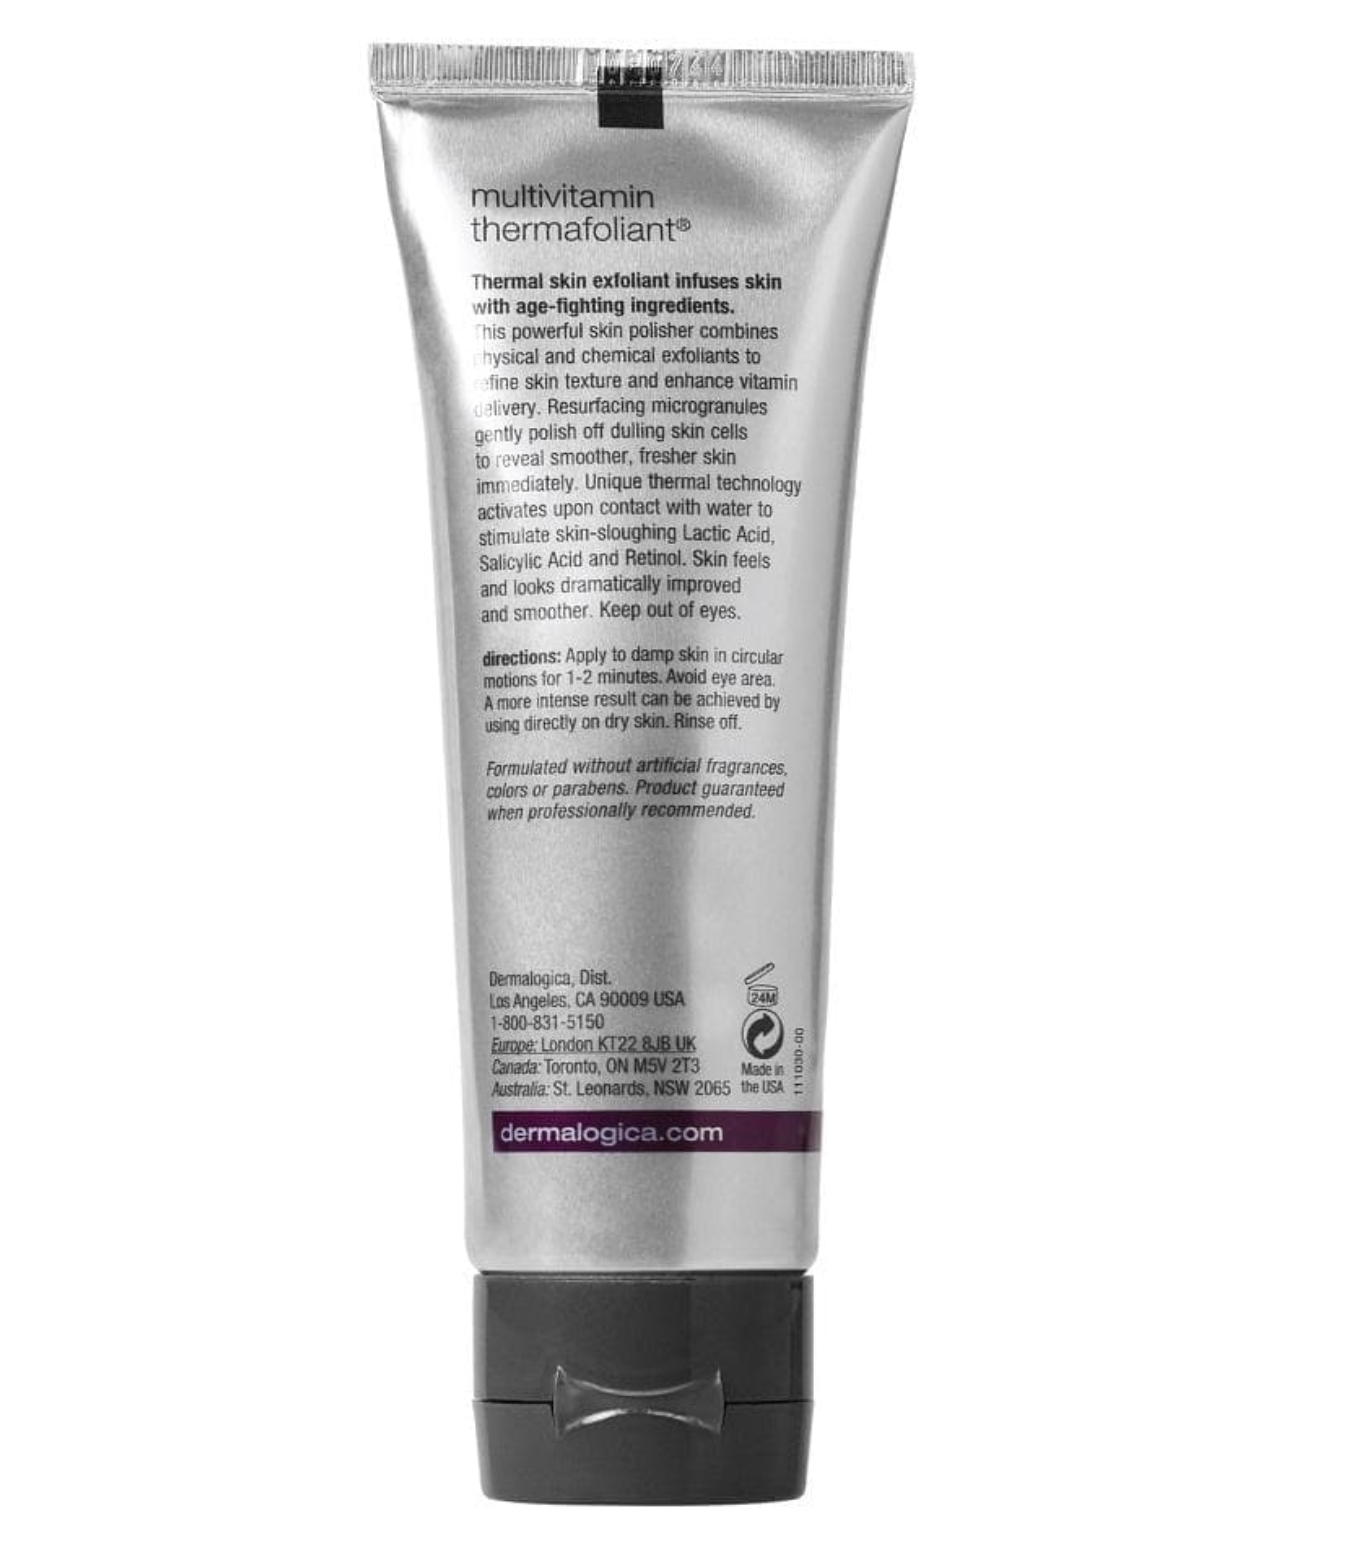 multivitamin
thermafoliant®
Thermal skin exfoliant infuses skin
with age-fighting ingredients.
This powerful skin polisher combines
physical and chemical exfoliants to
refine skin texture and enhance vitamin
delivery. Resurfacing microgranules
gently polish off dulling skin cells
to reveal smoother, fresher skin
immediately. Unique thermal technology
activates upon contact with water to
stimulate skin-sloughing Lactic Acid,
Salicylic Acid and Retinol. Skin feels
and looks dramatically improved
and smoother. Keep out of eyes.
directions: Apply to damp skin in circular
motions for 1-2 minutes. Avoid eye area.
A more intense result can be achieved by
using directly on dry skin. Rinse off.
Formulated without artificial fragrances,
colors or parabens. Product guaranteed
when professionally recommended.
Dermalogica, Dist.
Los Angeles, CA 90009 USA
1-800-831-5150
Europe: London KT22 8JB UK
Canada: Toronto, ON M5V 2T3
Australia: St. Leonards, NSW 2065
24M
Made in
the USA
111030-00
dermalogica.com